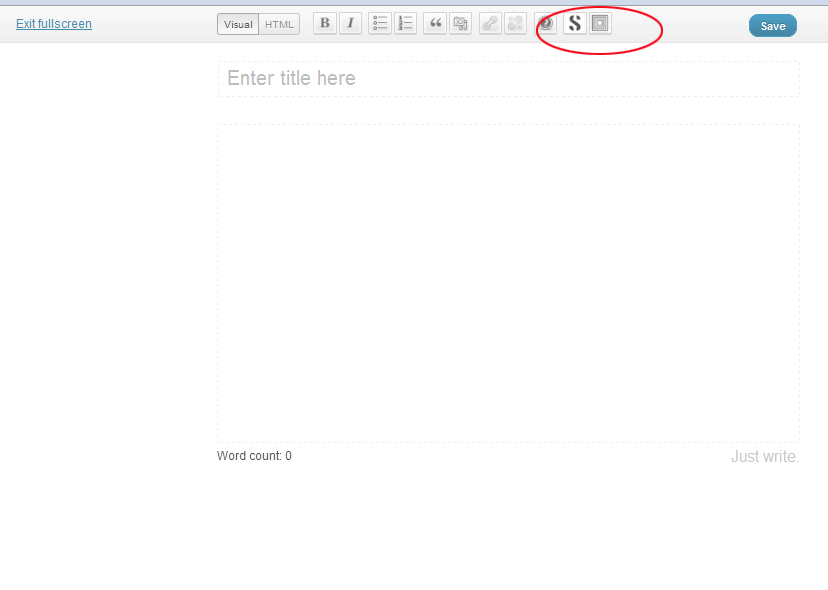 Exit fullscreen
Visual HTML B I
Save
Enter title here
Word count: 0
Just write.